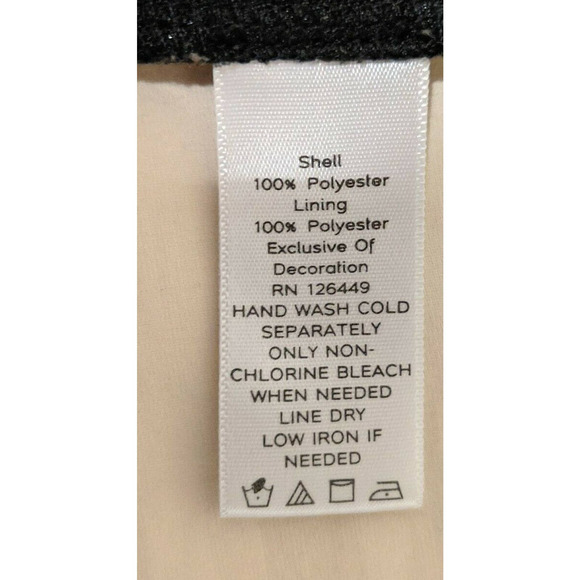 Shell
100% Polyester
Lining
100% Polyester
Exclusive Of
Decoration
RN 126449
HAND WASH COLD
SEPARATELY
ONLY NON-
CHLORINE BLEACH
WHEN NEEDED
LINE DRY
LOW IRON IF
NEEDED